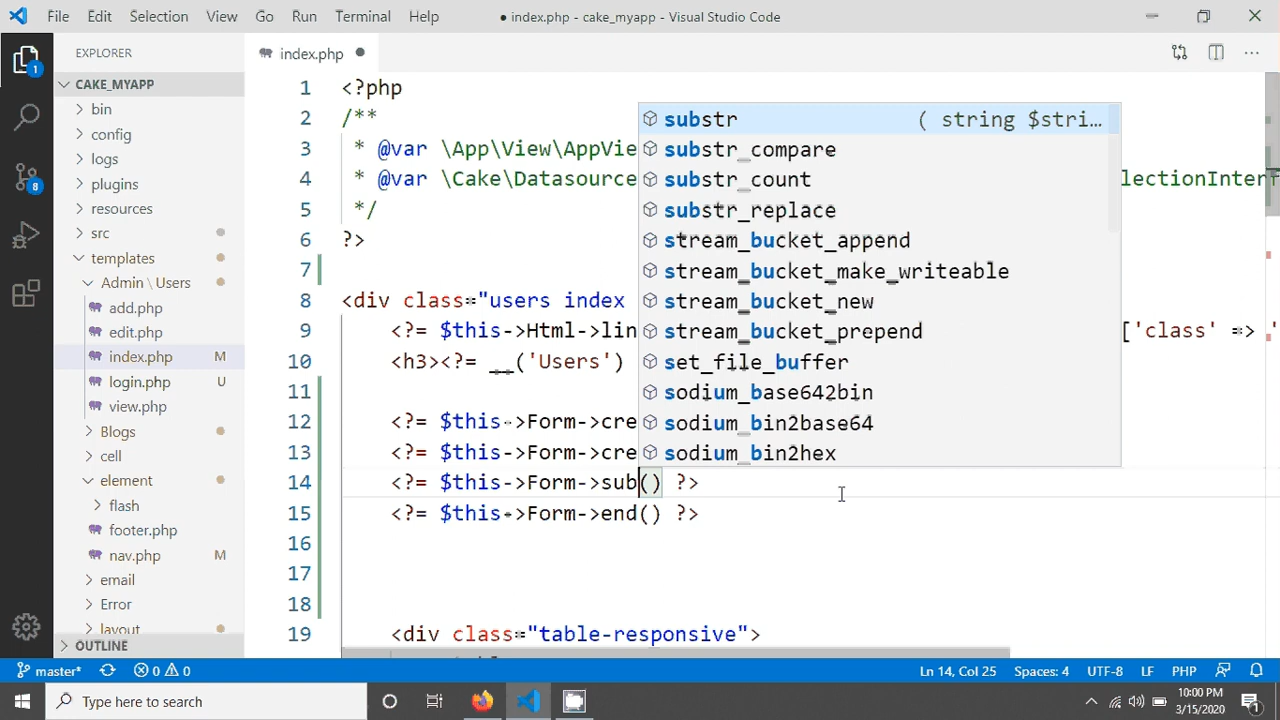 File Edit Selection View Go Run Terminal Help ● index.php - cake_myapp - Visual Studio Code
EXPLORER
index.php
1
CAKE_MYAPP
bin
config
logs
plugins
resources
src
templates
Admin \ Users
add.php
edit.php
index.php M
login.php U
view.php
Blogs
cell
element
flash
footer.php
nav.php M
email
Error
layout
OUTLINE
8
1 <?php
2 /**
3 * @var \App\View\AppVie
4 * @var \Cake\Datasource lectionInterf
5 */
6 ?>
7
8 <div class="users index
9 <?= $this->Html->lin ['class' => '
10 <h3><?= __('Users')
11
12 <?= $this->Form->cre
13 <?= $this->Form->cre
14 <?= $this->Form->sub() ?>
15 <?= $this->Form->end() ?>
16
17
18
19 <div class="table-responsive">
substr ( string $stri…
substr_compare
substr_count
substr_replace
stream_bucket_append
stream_bucket_make_writeable
stream_bucket_new
stream_bucket_prepend
set_file_buffer
sodium_base642bin
sodium_bin2base64
sodium_bin2hex
master* 0 0 Ln 14, Col 25 Spaces: 4 UTF-8 LF PHP
Type here to search
10:00 PM
3/15/2020
1